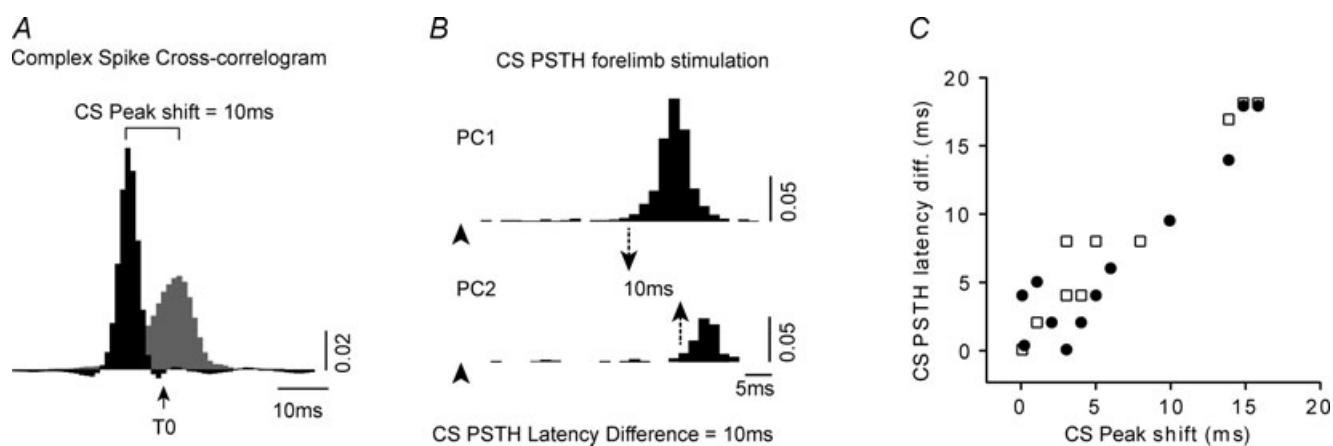 A
Complex Spike Cross-correlogram
CS Peak shift = 10ms
0.02
10ms
T0
B
CS PSTH forelimb stimulation
PC1
0.05
10ms
PC2
0.05
5ms
CS PSTH Latency Difference = 10ms
C
CS PSTH latency diff. (ms)
20
15
10
5
0
0 5 10 15 20
CS Peak shift (ms)